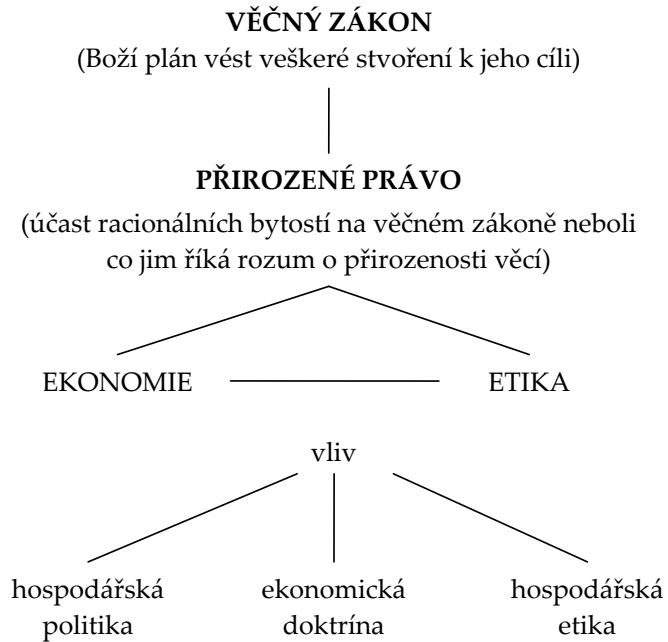 VĚČNÝ ZÁKON
(Boží plán vést veškeré stvoření k jeho cíli)
PŘIROZENÉ PRÁVO
(účast racionálních bytostí na věčném zákoně neboli
co jim říká rozum o přirozenosti věcí)
EKONOMIE ETIKA
vliv
hospodářská ekonomická hospodářská
politika doktrína etika